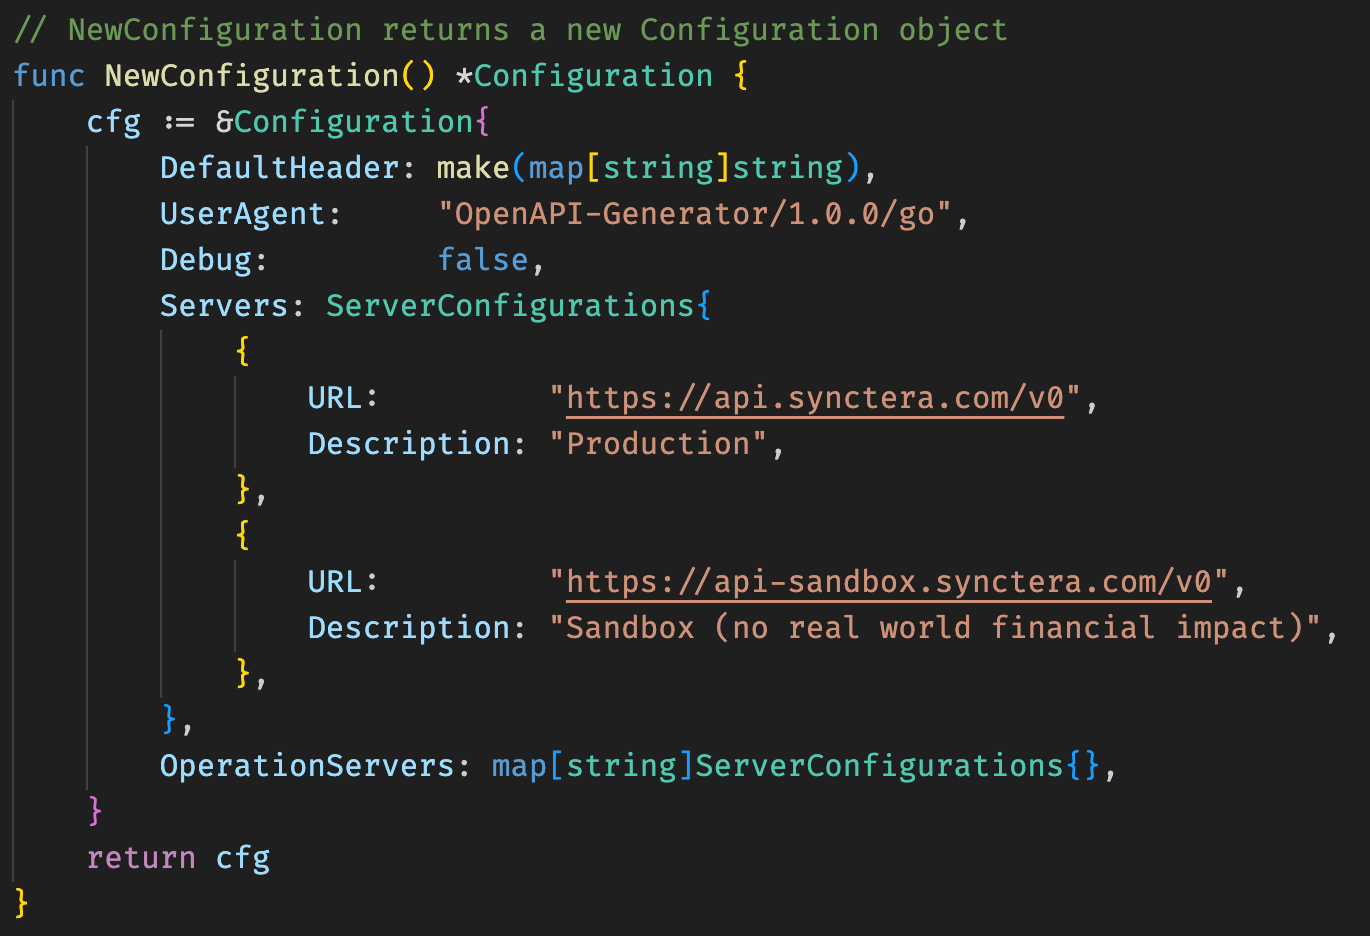 // NewConfiguration returns a new Configuration object
func NewConfiguration() *Configuration {
    cfg := &Configuration{
        DefaultHeader: make(map[string]string),
        UserAgent:     "OpenAPI-Generator/1.0.0/go",
        Debug:         false,
        Servers: ServerConfigurations{
            {
                URL:         "https://api.synctera.com/v0",
                Description: "Production",
            },
            {
                URL:         "https://api-sandbox.synctera.com/v0",
                Description: "Sandbox (no real world financial impact)",
            },
        },
        OperationServers: map[string]ServerConfigurations{},
    }
    return cfg
}